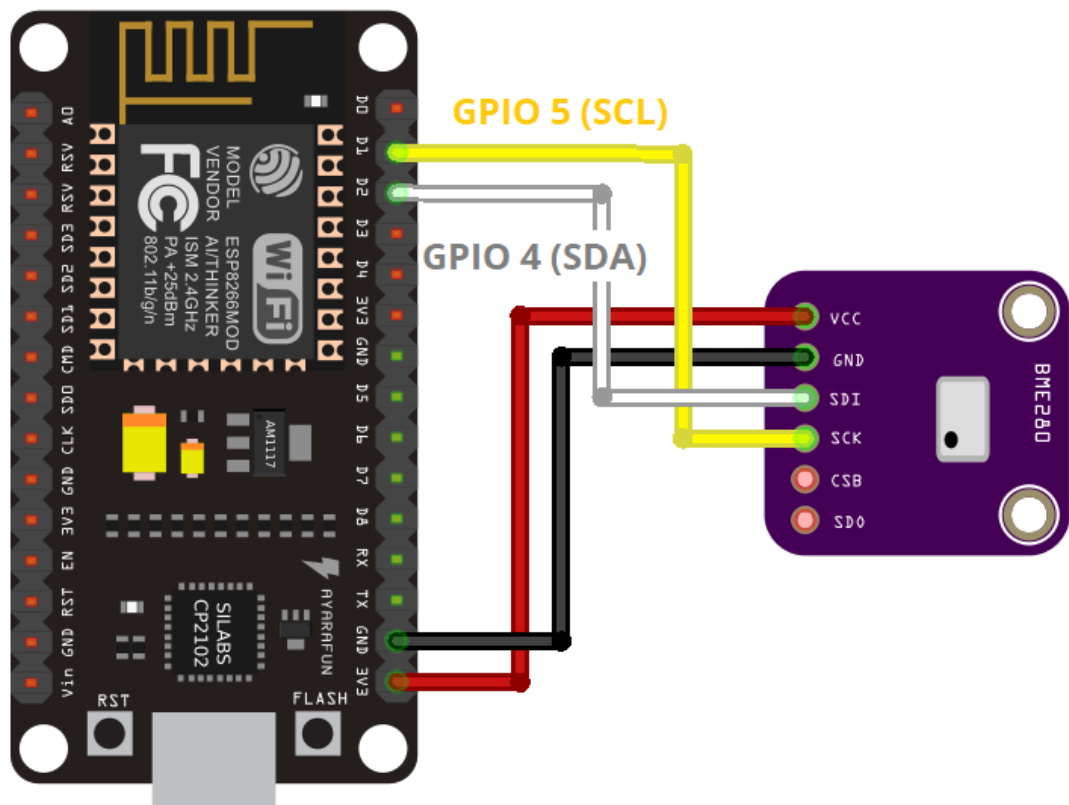 A0
RSV
RSV
SD3
SD2
SD1
CMD
SD0
CLK
GND
3V3
EN
RST
GND
Vin
FC
MODEL
VENDOR
WiFi
ESP8266MOD
AI/THINKER
ISM 2.4GHz
PA +25dBm
802.11b/g/n
AM1117
SILABS
CP2102
AYARAFUN
RST
FLASH
D0
D1
D2
D3
D4
3V3
GND
D5
D6
D7
D8
RX
TX
GND
3V3
GPIO 5 (SCL)
GPIO 4 (SDA)
VCC
GND
SDI
SCK
CSB
SDO
BME280